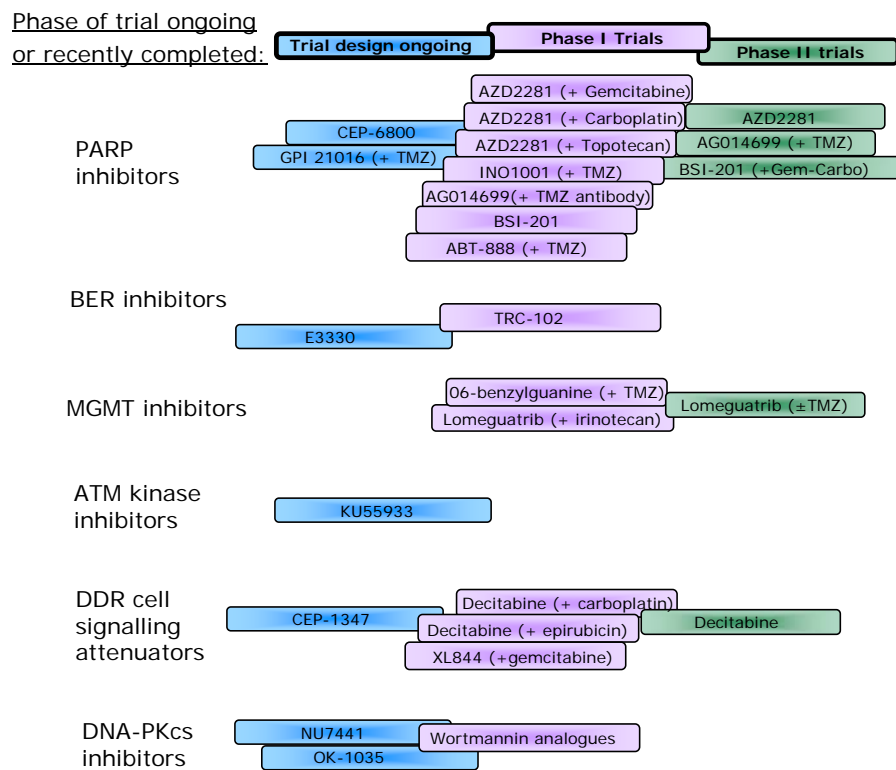 Phase of trial ongoing
or recently completed:
Trial design ongoing
Phase I Trials
Phase II trials
PARP
inhibitors
CEP-6800
GPI 21016 (+ TMZ)
AZD2281 (+ Gemcitabine)
AZD2281 (+ Carboplatin)
AZD2281 (+ Topotecan)
INO1001 (+ TMZ)
AG014699(+ TMZ antibody)
BSI-201
ABT-888 (+ TMZ)
AZD2281
AG014699 (+ TMZ)
BSI-201 (+Gem-Carbo)
BER inhibitors
E3330
TRC-102
MGMT inhibitors
06-benzylguanine (+ TMZ)
Lomeguatrib (+ irinotecan)
Lomeguatrib (±TMZ)
ATM kinase
inhibitors
KU55933
DDR cell
signalling
attenuators
CEP-1347
Decitabine (+ carboplatin)
Decitabine (+ epirubicin)
XL844 (+gemcitabine)
Decitabine
DNA-PKcs
inhibitors
NU7441
OK-1035
Wortmannin analogues